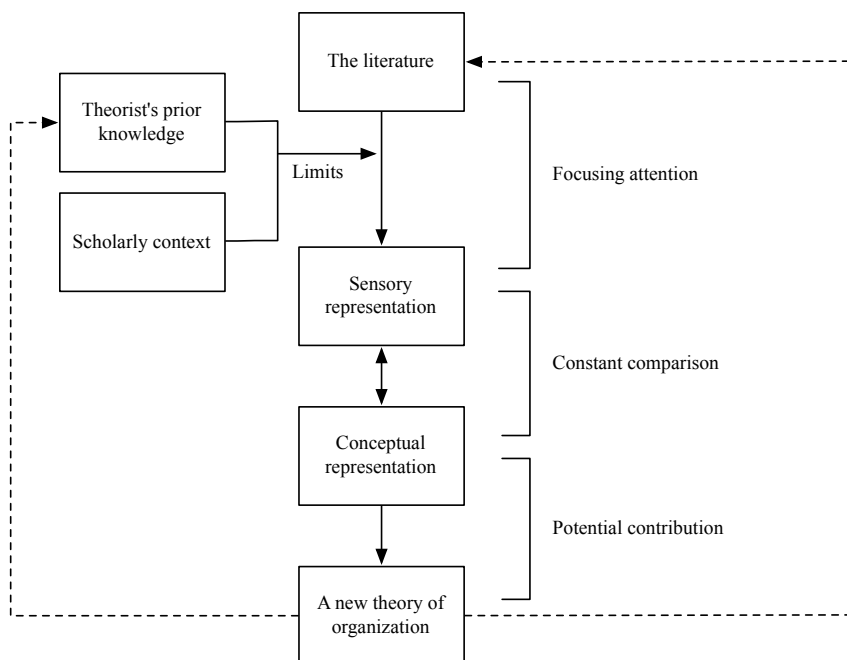 The literature
Theorist's prior
knowledge
Limits
Focusing attention
Scholarly context
Sensory
representation
Constant comparison
Conceptual
representation
Potential contribution
A new theory of
organization